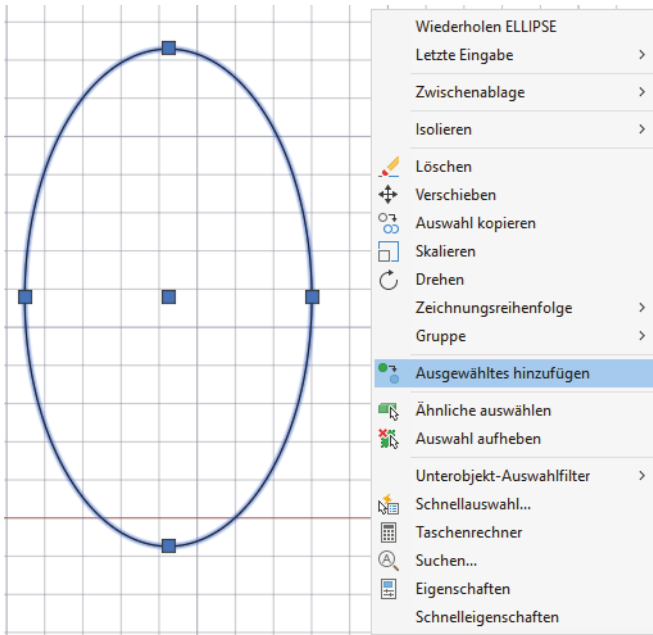 Wiederholen ELLIPSE
Letzte Eingabe
Zwischenablage
Isolieren
Löschen
Verschieben
Auswahl kopieren
Skalieren
Drehen
Zeichnungsreihenfolge
Gruppe
Ausgewähltes hinzufügen
Ähnliche auswählen
Auswahl aufheben
Unterobjekt-Auswahlfilter
Schnellauswahl...
Taschenrechner
Suchen...
Eigenschaften
Schnelleigenschaften